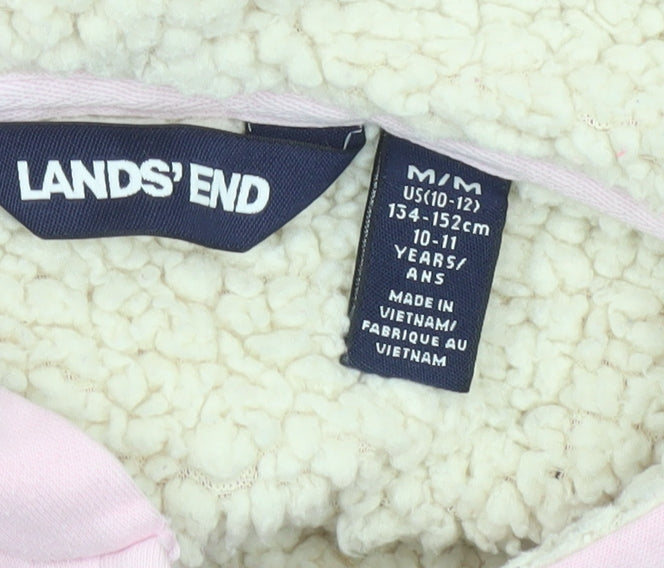 LANDS' END
M/M
US(10-12)
134-152cm
10-11
YEARS/
ANS
MADE IN
VIETNAM/
FABRIQUE AU
VIETNAM